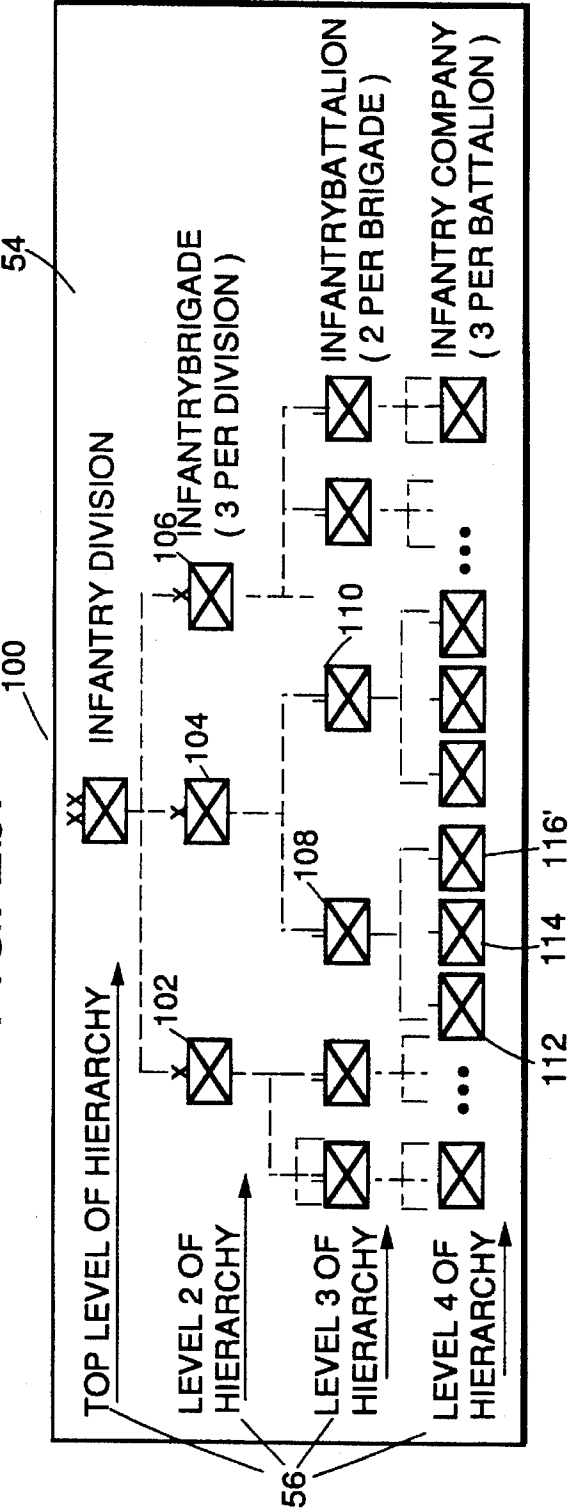 100
54
TOP LEVEL OF HIERARCHY
XX
INFANTRY DIVISION
LEVEL 2 OF
HIERARCHY
102
X
104
X
106
X
INFANTRYBRIGADE
( 3 PER DIVISION )
LEVEL 3 OF
HIERARCHY
108
110
INFANTRYBATTALION
( 2 PER BRIGADE )
LEVEL 4 OF
HIERARCHY
INFANTRY COMPANY
( 3 PER BATTALION )
56
112
114
116'